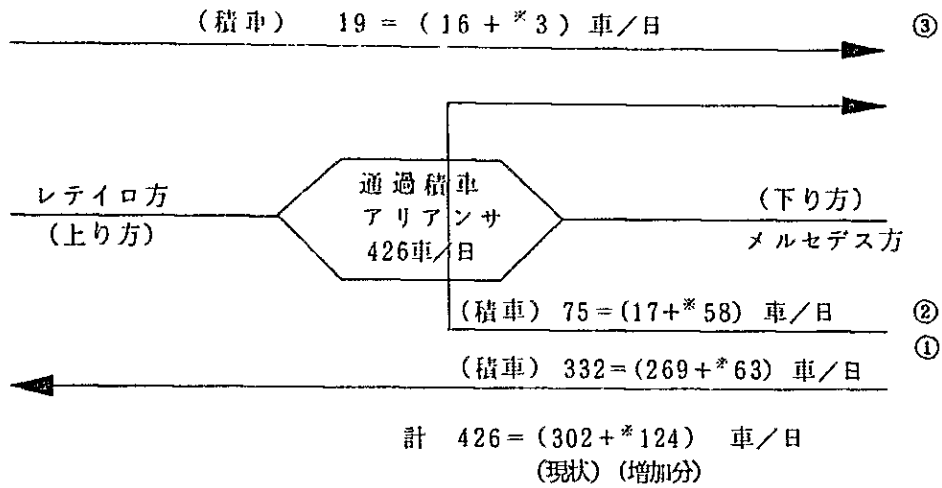 (積車) 19 = (16 + ※3) 車/日 ③
レテイロ方
(上り方)
通過積車
アリアンサ
426車/日
(下り方)
メルセデス方
(積車) 75=(17+※58) 車/日 ②
①
(積車) 332=(269+※63) 車/日
計 426=(302+※124) 車/日
(現状) (増加分)